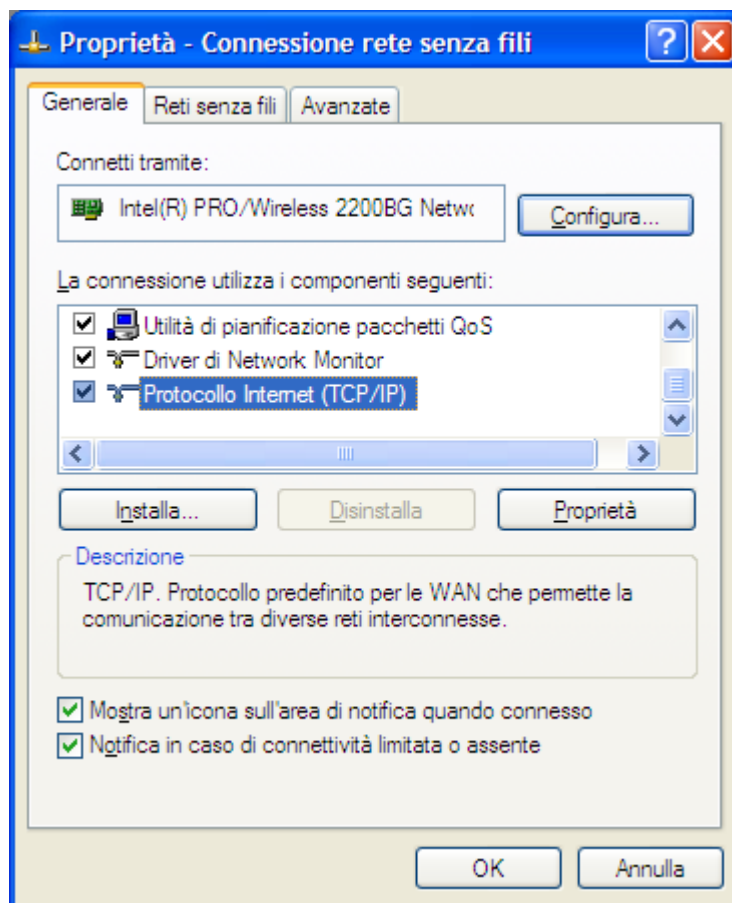 Proprietà - Connessione rete senza fili
Generale Reti senza fili Avanzate
Connetti tramite:
Intel(R) PRO/Wireless 2200BG Netwo
Configura...
La connessione utilizza i componenti seguenti:
Utilità di pianificazione pacchetti QoS
Driver di Network Monitor
Protocollo Internet (TCP/IP)
Installa... Disinstalla Proprietà
Descrizione
TCP/IP. Protocollo predefinito per le WAN che permette la
comunicazione tra diverse reti interconnesse.
Mostra un'icona sull'area di notifica quando connesso
Notifica in caso di connettività limitata o assente
OK Annulla